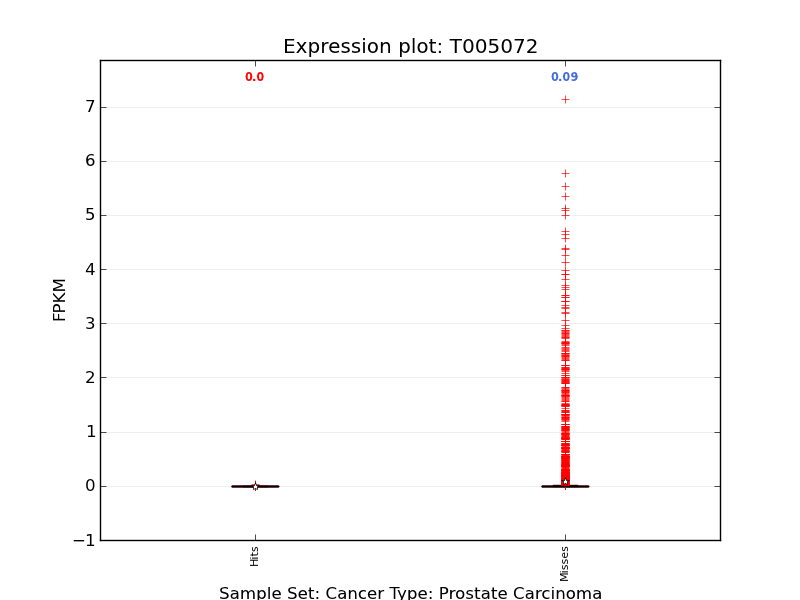 Expression plot: T005072
0.0
0.09
7
6
5
4
3
2
1
0
−1
FPKM
Hits
Misses
Sample Set: Cancer Type: Prostate Carcinoma